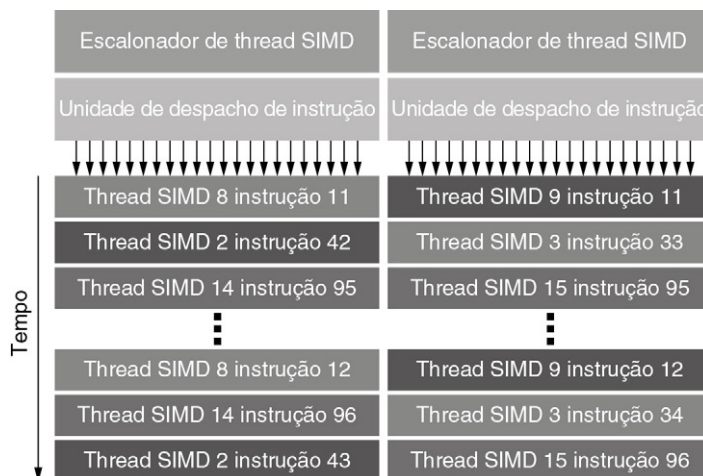 Escalonador de thread SIMD
Escalonador de thread SIMD
Unidade de despacho de instrução
Unidade de despacho de instrução
Tempo
Thread SIMD 8 instrução 11
Thread SIMD 9 instrução 11
Thread SIMD 2 instrução 42
Thread SIMD 3 instrução 33
Thread SIMD 14 instrução 95
Thread SIMD 15 instrução 95
Thread SIMD 8 instrução 12
Thread SIMD 9 instrução 12
Thread SIMD 14 instrução 96
Thread SIMD 3 instrução 34
Thread SIMD 2 instrução 43
Thread SIMD 15 instrução 96